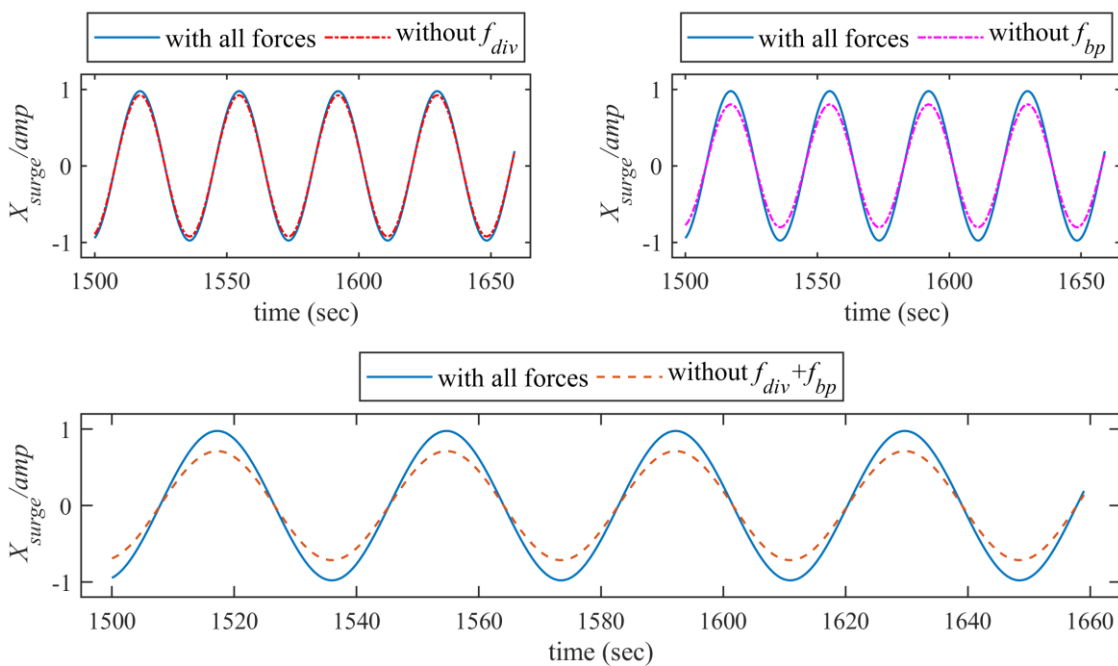 with all forces without f_div
X_surge/amp
1
0
-1
1500 1550 1600 1650
time (sec)
with all forces without f_bp
X_surge/amp
1
0
-1
1500 1550 1600 1650
time (sec)
with all forces without f_div+f_bp
X_surge/amp
1
0
-1
1500 1520 1540 1560 1580 1600 1620 1640 1660
time (sec)